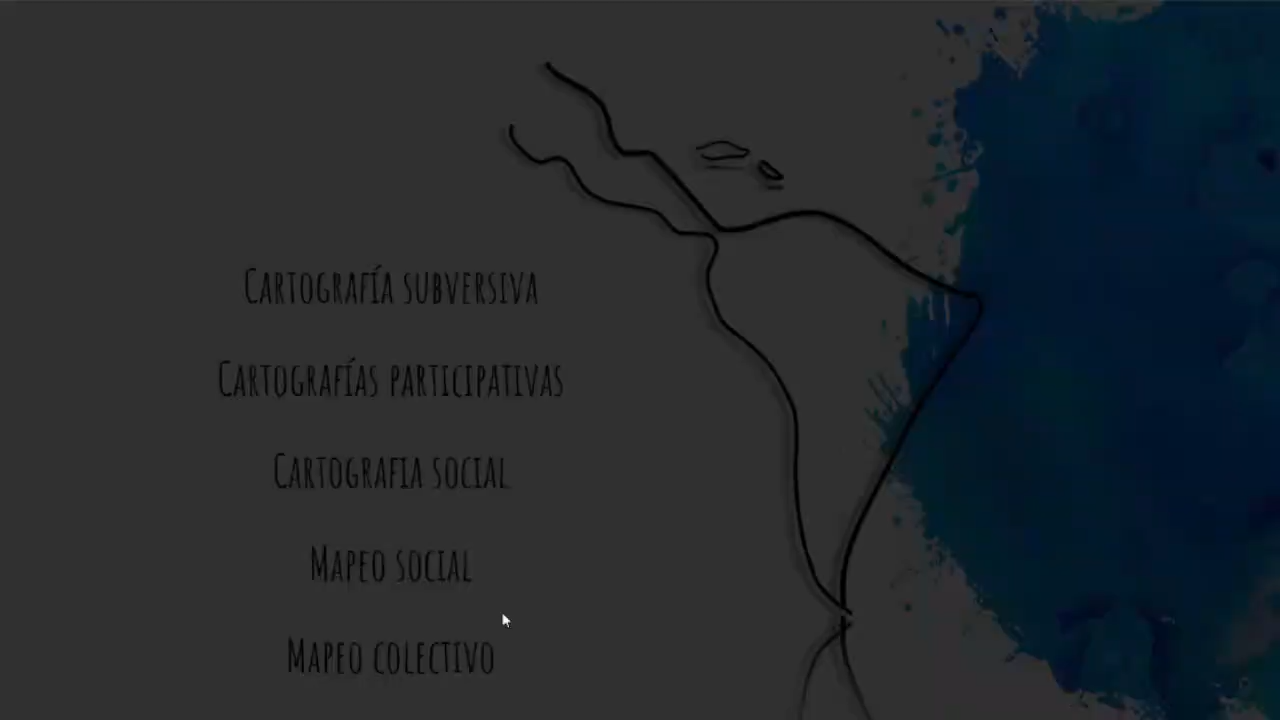 Cartografía subversiva
Cartografías participativas
Cartografia social
Mapeo social
Mapeo colectivo